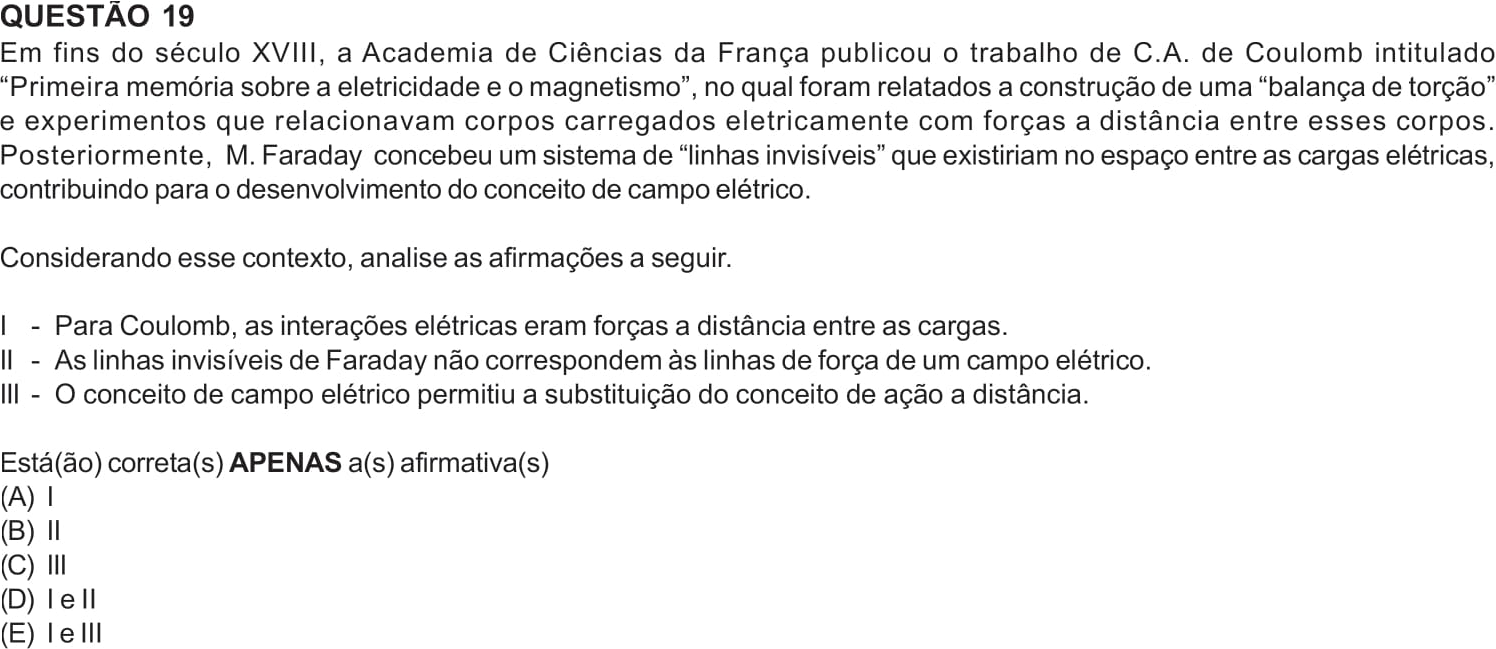 QUESTÃO 19
Em fins do século XVIII, a Academia de Ciências da França publicou o trabalho de C.A. de Coulomb intitulado
“Primeira memória sobre a eletricidade e o magnetismo”, no qual foram relatados a construção de uma “balança de torção”
e experimentos que relacionavam corpos carregados eletricamente com forças a distância entre esses corpos.
Posteriormente, M. Faraday concebeu um sistema de “linhas invisíveis” que existiriam no espaço entre as cargas elétricas,
contribuindo para o desenvolvimento do conceito de campo elétrico.
Considerando esse contexto, analise as afirmações a seguir.
I - Para Coulomb, as interações elétricas eram forças a distância entre as cargas.
II - As linhas invisíveis de Faraday não correspondem às linhas de força de um campo elétrico.
III - O conceito de campo elétrico permitiu a substituição do conceito de ação a distância.
Está(ão) correta(s) APENAS a(s) afirmativa(s)
(A) I
(B) II
(C) III
(D) I e II
(E) I e III